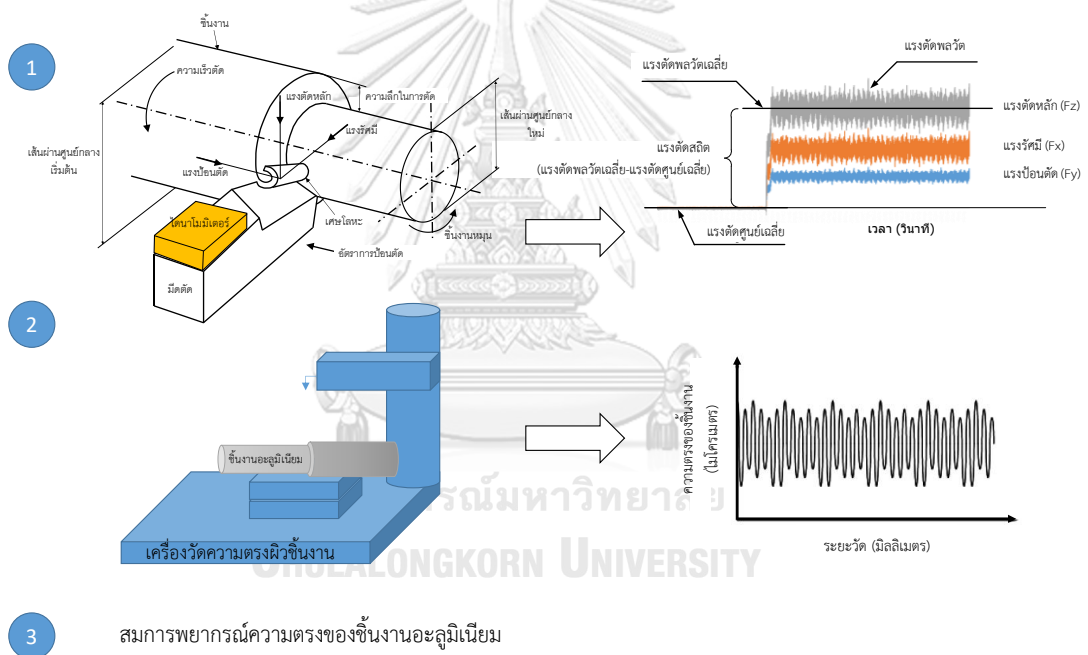 1
ชิ้นงาน
ความเร็วตัด
แรงตัดหลัก
ความลึกในการตัด
แรงรัศมี
เส้นผ่านศูนย์กลาง
ใหม่
เส้นผ่านศูนย์กลาง
เริ่มต้น
แรงป้อนตัด
ไดนาโมมิเตอร์
เศษโลหะ
ชิ้นงานหมุน
อัตราการป้อนตัด
มีดตัด
แรงตัดพลวัต
แรงตัดพลวัตเฉลี่ย
แรงตัดหลัก (Fz)
แรงรัศมี (Fx)
แรงป้อนตัด (Fy)
แรงตัดสถิต
(แรงตัดพลวัตเฉลี่ย-แรงตัดศูนย์เฉลี่ย)
แรงตัดศูนย์เฉลี่ย
เวลา (วินาที)
2
ชิ้นงานอะลูมิเนียม
เครื่องวัดความตรงผิวชิ้นงาน
ความตรงของชิ้นงาน
(ไมโครเมตร)
ระยะวัด (มิลลิเมตร)
รณ์มหาวิทยาลัย
CHULALONGKORN UNIVERSITY
3
สมการพยากรณ์ความตรงของชิ้นงานอะลูมิเนียม